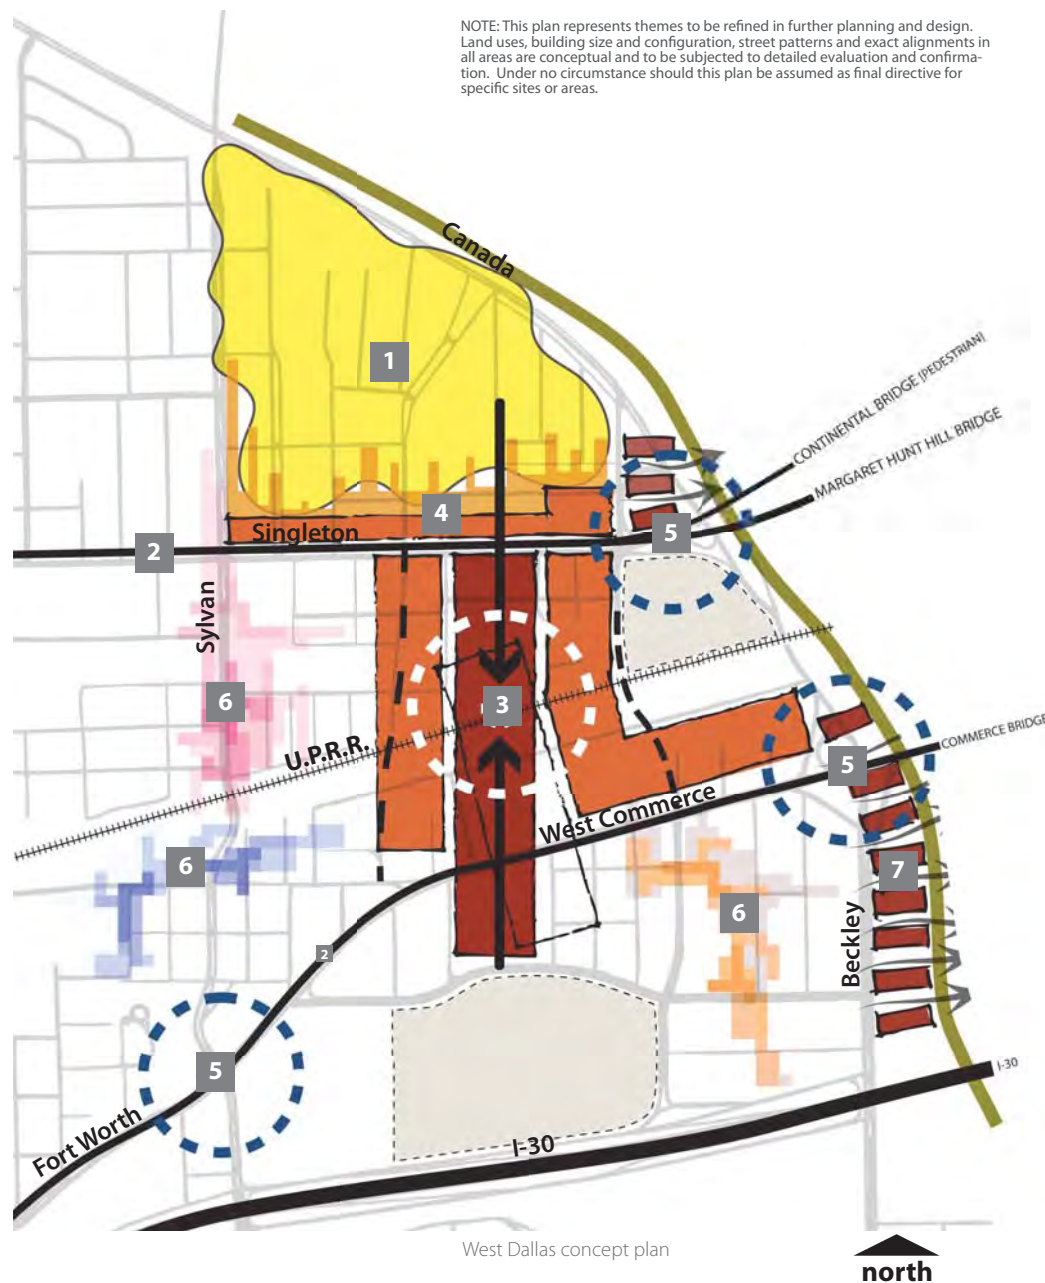 NOTE: This plan represents themes to be refined in further planning and design.
Land uses, building size and configuration, street patterns and exact alignments in
all areas are conceptual and to be subjected to detailed evaluation and confirma-
tion. Under no circumstance should this plan be assumed as final directive for
specific sites or areas.
Canada
1
CONTINENTAL BRIDGE [PEDESTRIAN]
MARGARET HUNT HILL BRIDGE
4
Singleton
5
2
Sylvan
3
6
U.P.R.R.
COMMERCE BRIDGE
5
West Commerce
6
7
6
Beckley
2
5
I-30
Fort Worth
I-30
West Dallas concept plan
north